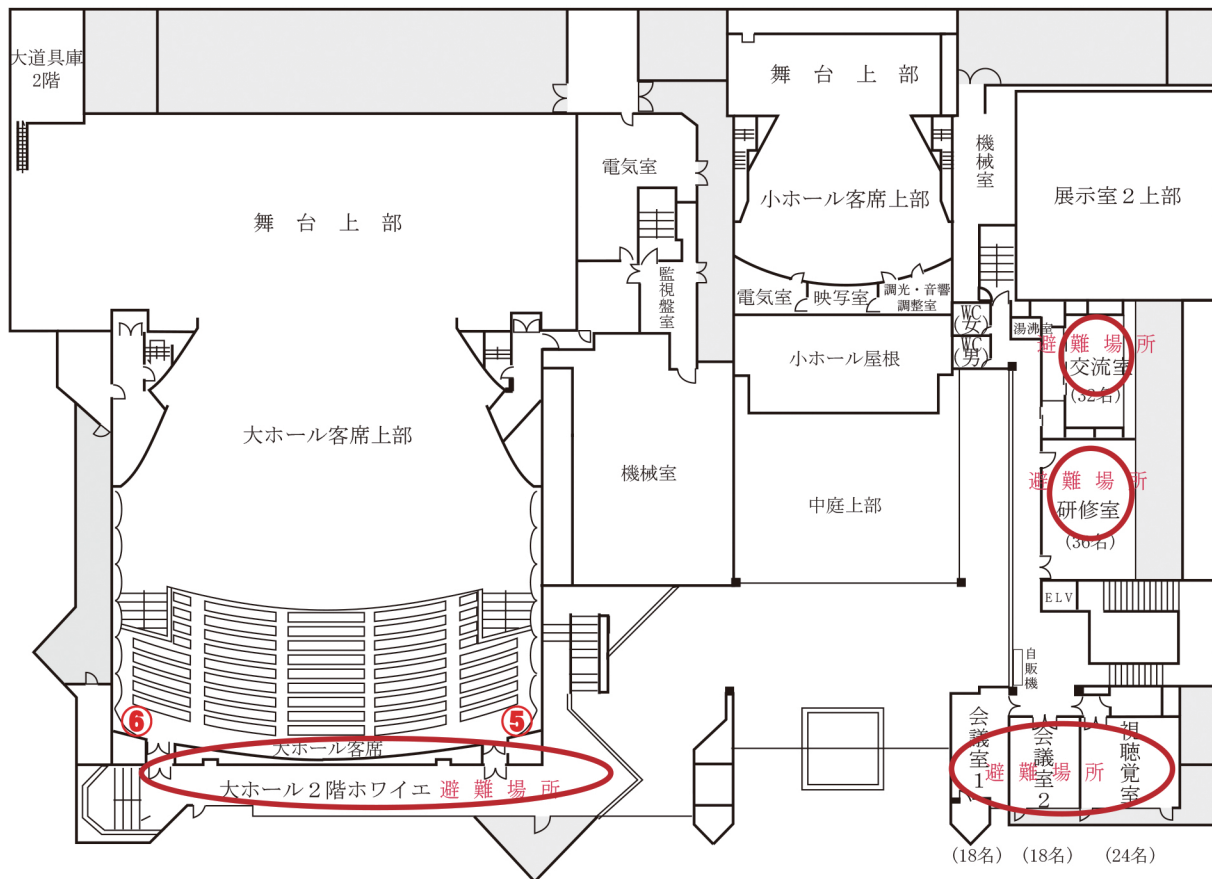 大道具庫
2階
舞台上部
機械室
電気室
小ホール客席上部
展示室2上部
舞台上部
監視盤室
電気室
映写室
調光・音響
調整室
WC
(女)
WC
(男)
湯沸室
避難場所
交流室
(32名)
小ホール屋根
大ホール客席上部
機械室
中庭上部
避難場所
研修室
(36名)
ELV
自販機
⑥
⑤
大ホール客席
大ホール2階ホワイエ 避難場所
会議室1
会議室2
視聴覚室
避難場所
(18名)
(18名)
(24名)